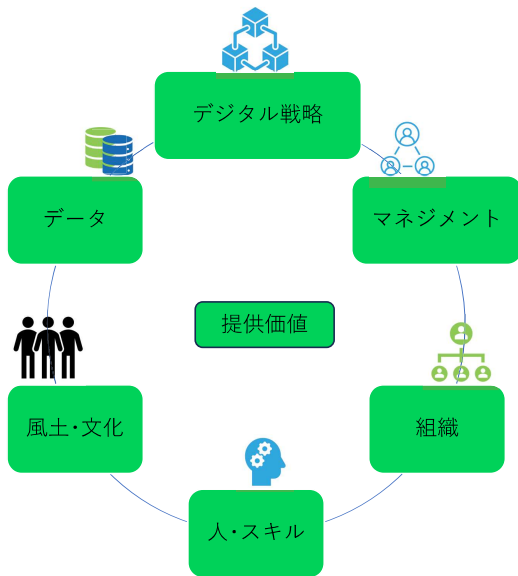 デジタル戦略
データ
マネジメント
提供価値
風土・文化
組織
人・スキル